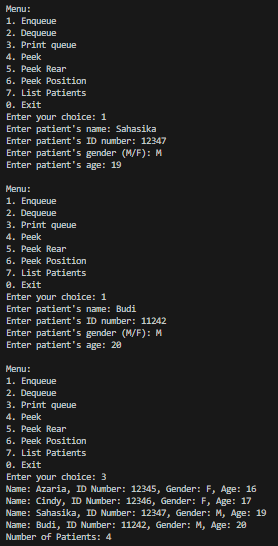 Menu:
1. Enqueue
2. Dequeue
3. Print queue
4. Peek
5. Peek Rear
6. Peek Position
7. List Patients
0. Exit
Enter your choice: 1
Enter patient's name: Sahasika
Enter patient's ID number: 12347
Enter patient's gender (M/F): M
Enter patient's age: 19
Menu:
1. Enqueue
2. Dequeue
3. Print queue
4. Peek
5. Peek Rear
6. Peek Position
7. List Patients
0. Exit
Enter your choice: 1
Enter patient's name: Budi
Enter patient's ID number: 11242
Enter patient's gender (M/F): M
Enter patient's age: 20
Menu:
1. Enqueue
2. Dequeue
3. Print queue
4. Peek
5. Peek Rear
6. Peek Position
7. List Patients
0. Exit
Enter your choice: 3
Name: Azaria, ID Number: 12345, Gender: F, Age: 16
Name: Cindy, ID Number: 12346, Gender: F, Age: 17
Name: Sahasika, ID Number: 12347, Gender: M, Age: 19
Name: Budi, ID Number: 11242, Gender: M, Age: 20
Number of Patients: 4